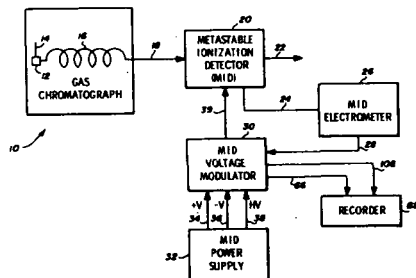 14
16
12
GAS
CHROMATOGRAPH
10
18
20
METASTABLE
IONIZATION
DETECTOR
(MID)
22
24
26
MID
ELECTROMETER
28
39
30
MID
VOLTAGE
MODULATOR
108
66
68
RECORDER
+V
-V
HV
34
36
38
32
MID
POWER
SUPPLY